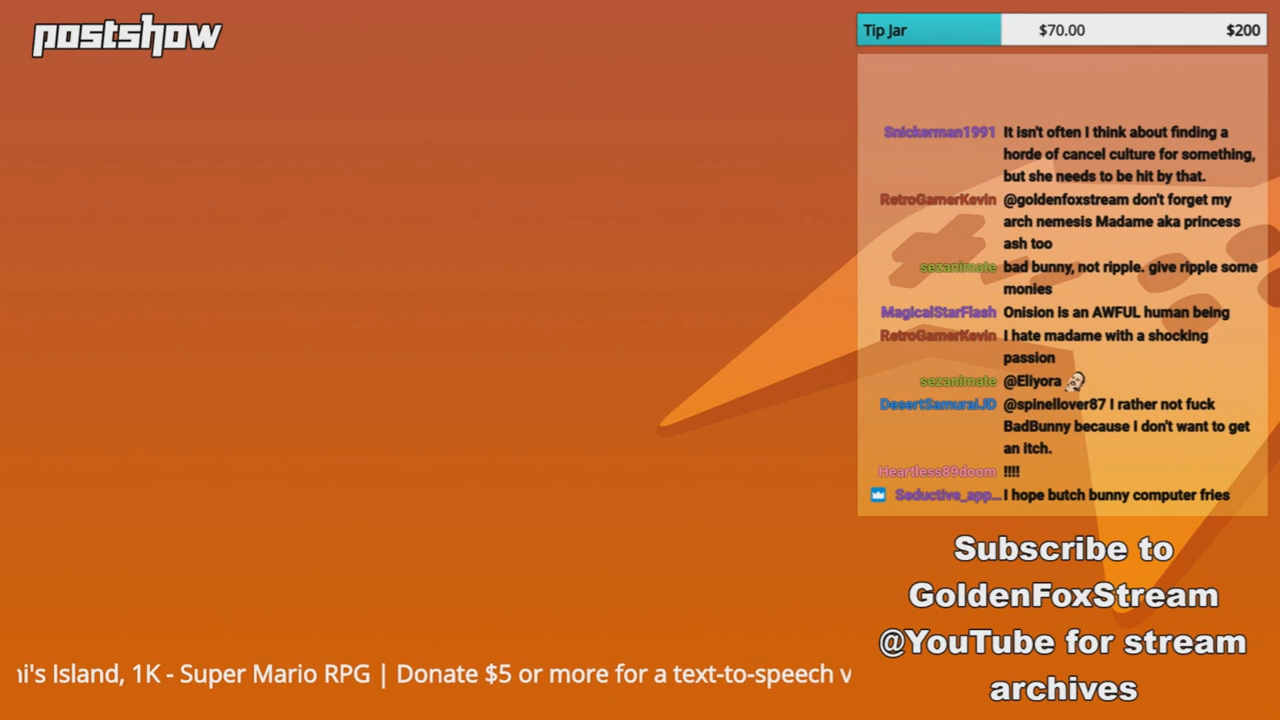 postshow
Tip Jar $70.00 $200
Snickerman1991 It isn't often I think about finding a
horde of cancel culture for something,
but she needs to be hit by that.
RetroGamerKevin @goldenfoxstream don't forget my
arch nemesis Madame aka princess
ash too
sezanimate bad bunny, not ripple. give ripple some
monies
MagicalStarFlash Onision is an AWFUL human being
RetroGamerKevin I hate madame with a shocking
passion
sezanimate @Eliyora
DesertSamuraiJD @spinellover87 I rather not fuck
BadBunny because I don't want to get
an itch.
Heartless89doom !!!!
Seductive_app... I hope butch bunny computer fries
Subscribe to
GoldenFoxStream
@YouTube for stream
archives
ni's Island, 1K - Super Mario RPG | Donate $5 or more for a text-to-speech v